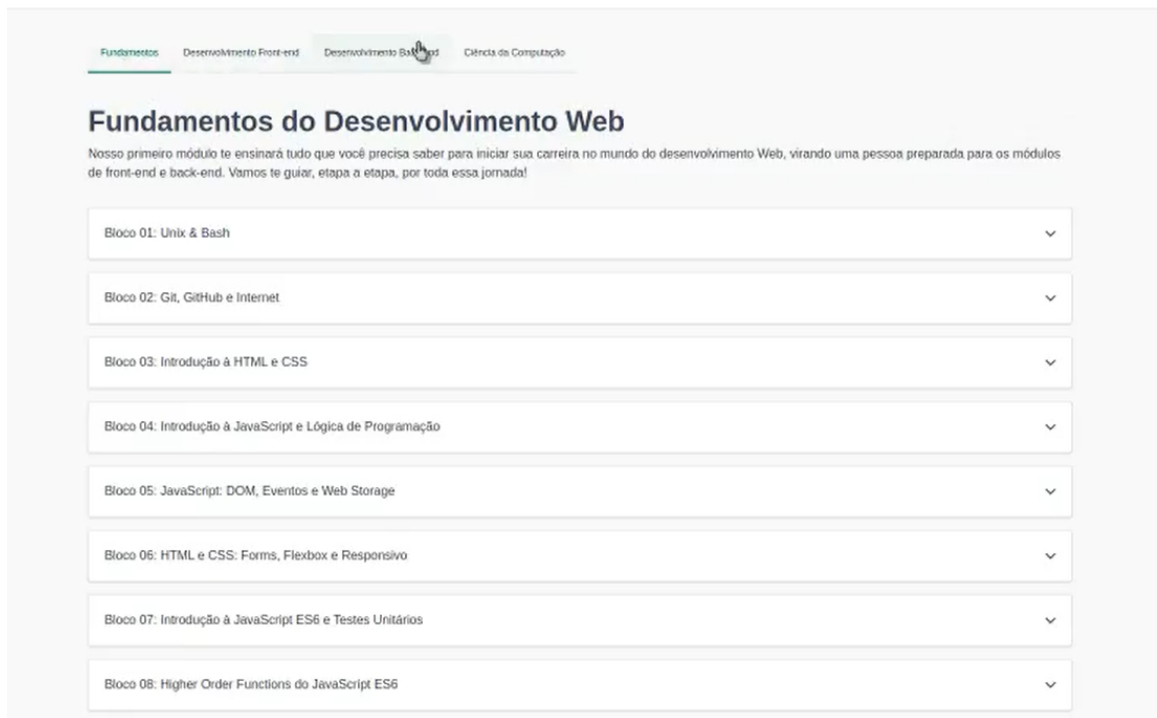 Fundamentos
Desenvolvimento Front-end
Desenvolvimento
Ciência da Computação
Fundamentos do Desenvolvimento Web
Nosso primeiro módulo te ensinará tudo que você precisa saber para iniciar sua carreira no mundo do desenvolvimento Web, virando uma pessoa preparada para os módulos
de front-end e back-end. Vamos te guiar, etapa a etapa, por toda essa jornada!
Bloco 01: Unix & Bash
Bloco 02: Git, GitHub e Internet
Bloco 03: Introdução à HTML e CSS
Bloco 04: Introdução à JavaScript e Lógica de Programação
Bloco 05: JavaScript: DOM, Eventos e Web Storage
Bloco 06: HTML e CSS: Forms, Flexbox e Responsivo
Bloco 07: Introdução à JavaScript ES6 e Testes Unitários
Bloco 08: Higher Order Functions do JavaScript ES6